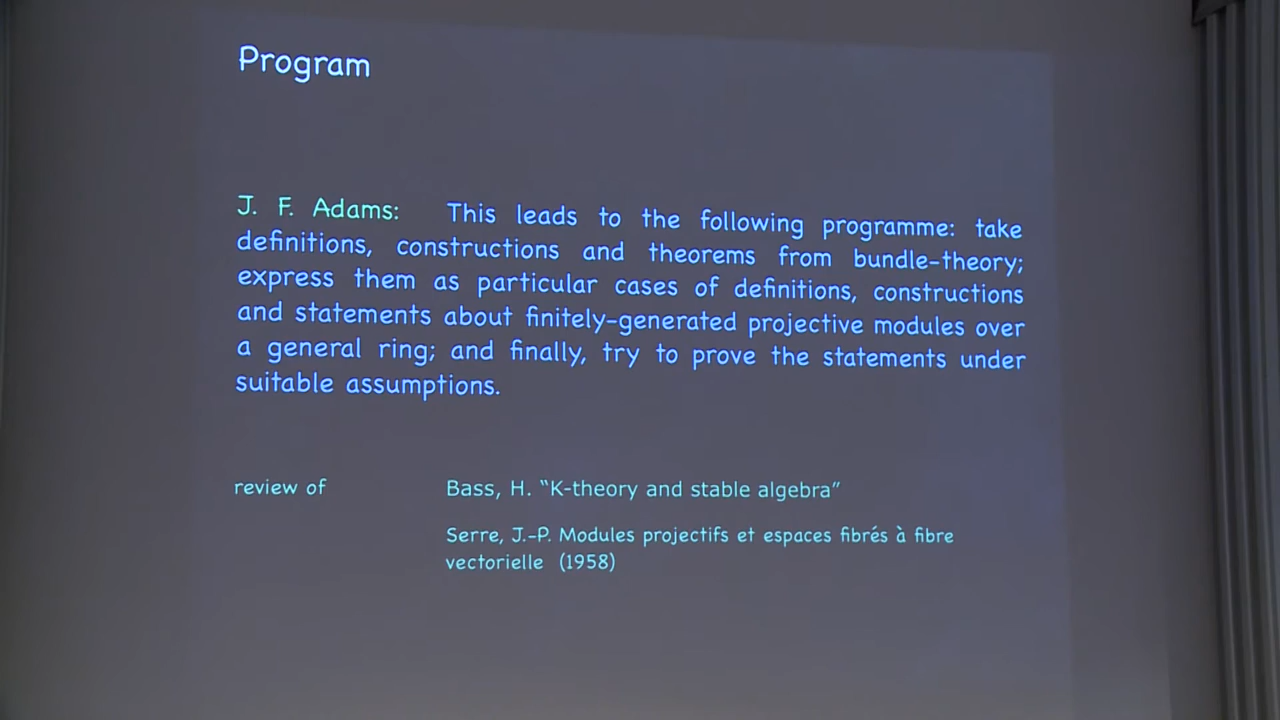 Program
J. F. Adams: This leads to the following programme: take
definitions, constructions and theorems from bundle-theory;
express them as particular cases of definitions, constructions
and statements about finitely-generated projective modules over
a general ring; and finally, try to prove the statements under
suitable assumptions.
review of Bass, H. “K-theory and stable algebra”
Serre, J.-P. Modules projectifs et espaces fibrés à fibre
vectorielle (1958)